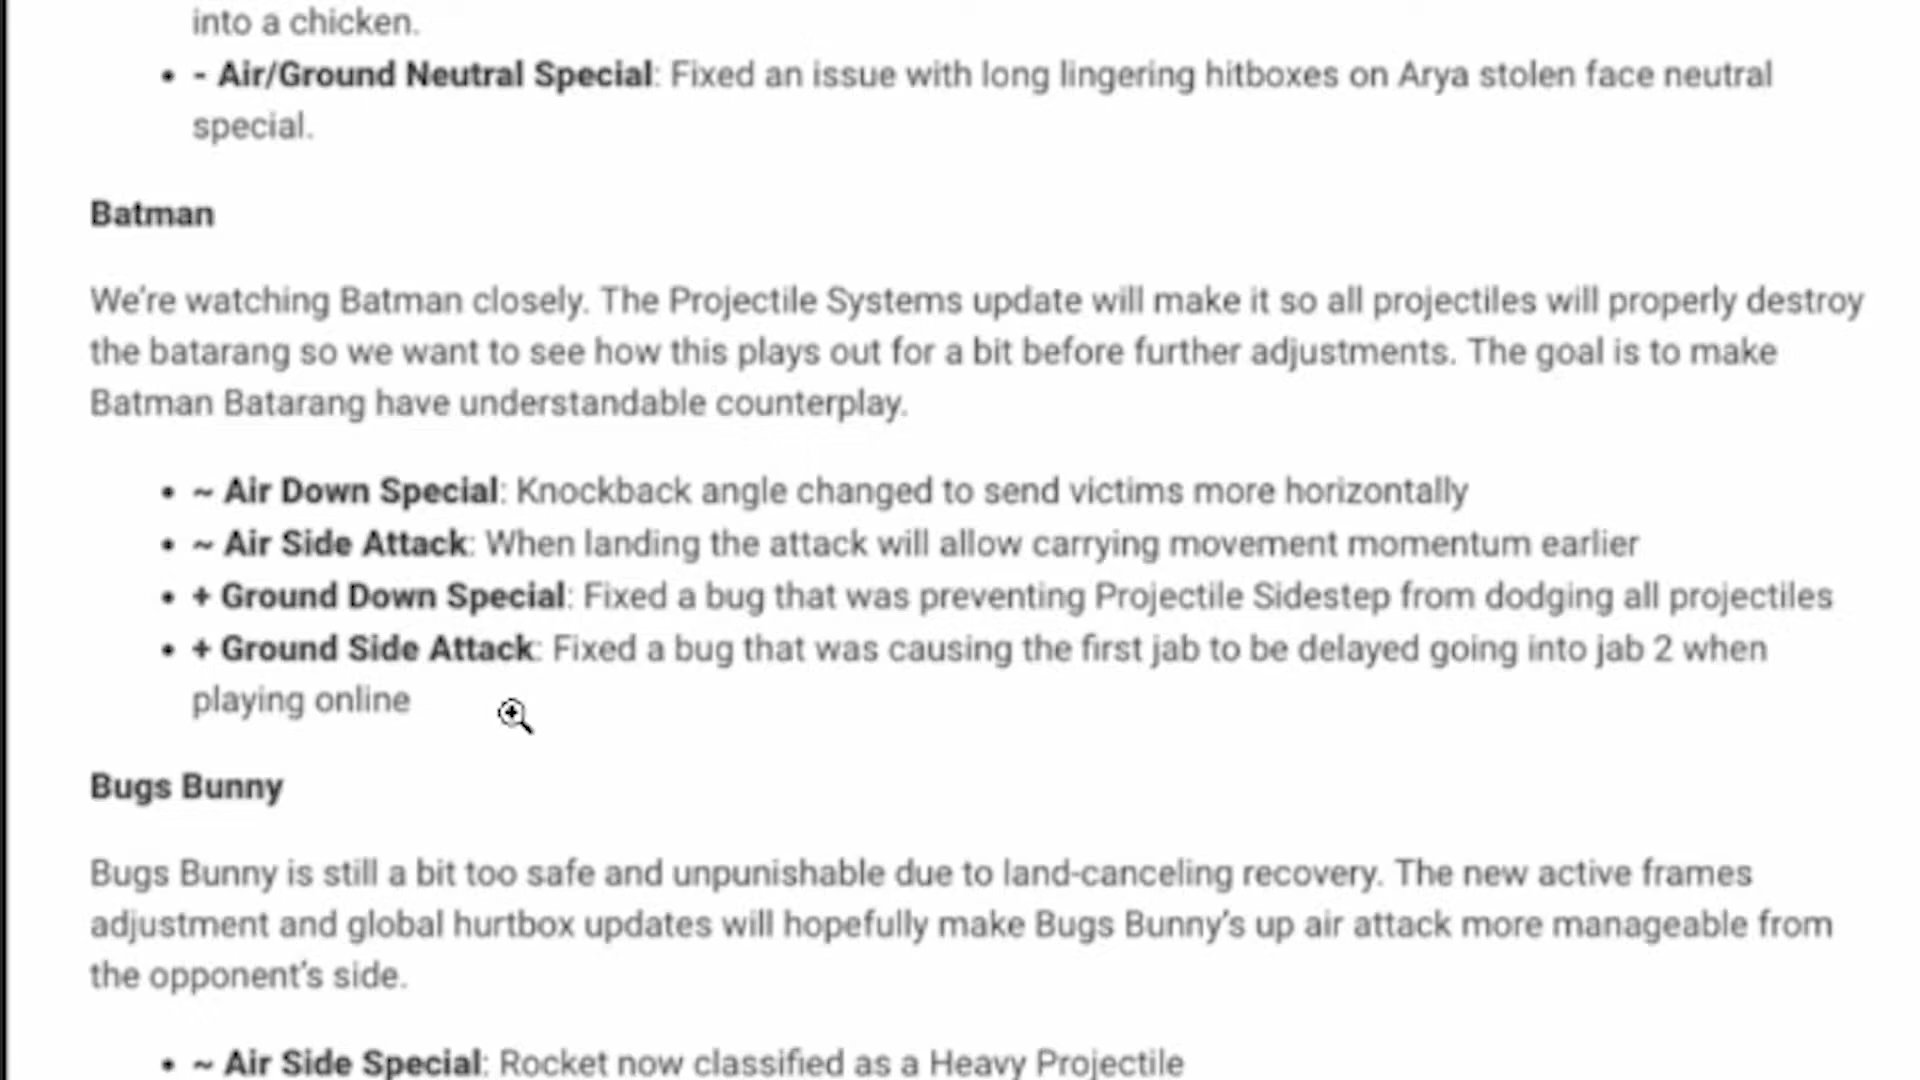 into a chicken.
• - Air/Ground Neutral Special: Fixed an issue with long lingering hitboxes on Arya stolen face neutral
special.
Batman
We're watching Batman closely. The Projectile Systems update will make it so all projectiles will properly destroy
the batarang so we want to see how this plays out for a bit before further adjustments. The goal is to make
Batman Batarang have understandable counterplay.
• ~ Air Down Special: Knockback angle changed to send victims more horizontally
• ~ Air Side Attack: When landing the attack will allow carrying movement momentum earlier
• + Ground Down Special: Fixed a bug that was preventing Projectile Sidestep from dodging all projectiles
• + Ground Side Attack: Fixed a bug that was causing the first jab to be delayed going into jab 2 when
playing online
Bugs Bunny
Bugs Bunny is still a bit too safe and unpunishable due to land-canceling recovery. The new active frames
adjustment and global hurtbox updates will hopefully make Bugs Bunny’s up air attack more manageable from
the opponent’s side.
• ~ Air Side Special: Rocket now classified as a Heavy Projectile